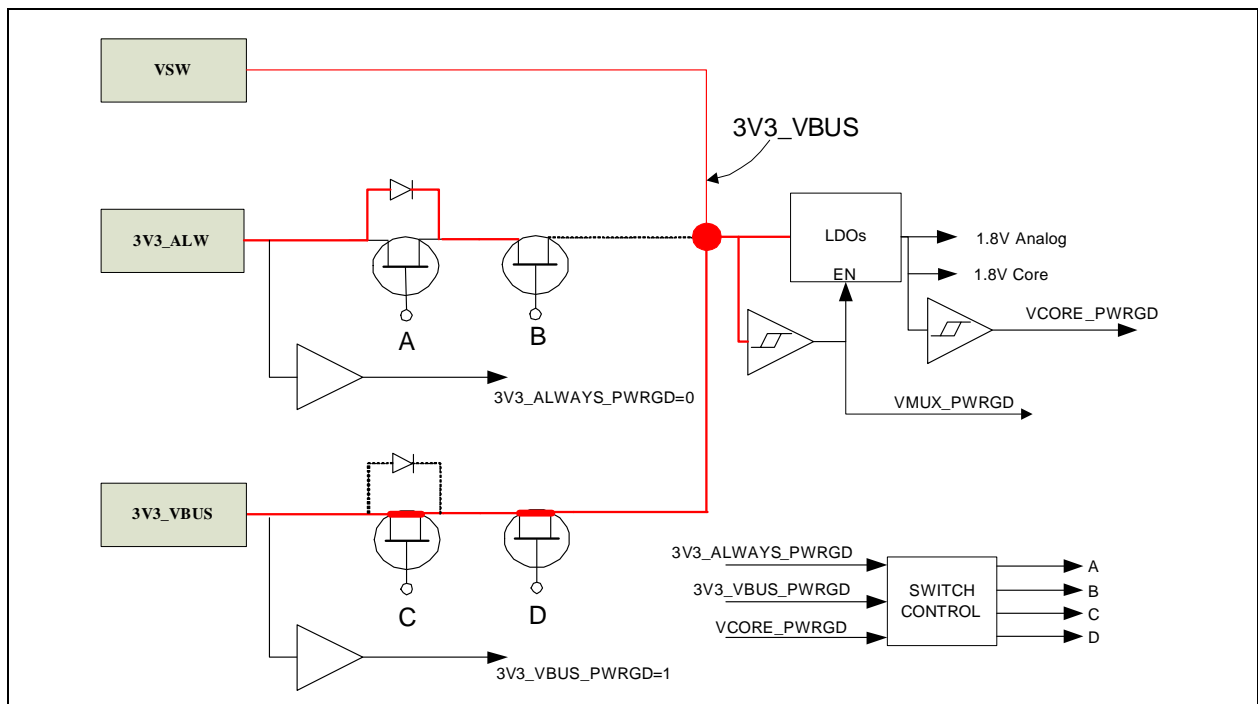 VSW
3V3_VBUS
3V3_ALW
LDOs
EN
1.8V Analog
1.8V Core
A
B
VCORE_PWRGD
3V3_ALWAYS_PWRGD=0
VMUX_PWRGD
3V3_VBUS
C
D
3V3_VBUS_PWRGD=1
3V3_ALWAYS_PWRGD
3V3_VBUS_PWRGD
VCORE_PWRGD
SWITCH
CONTROL
A
B
C
D